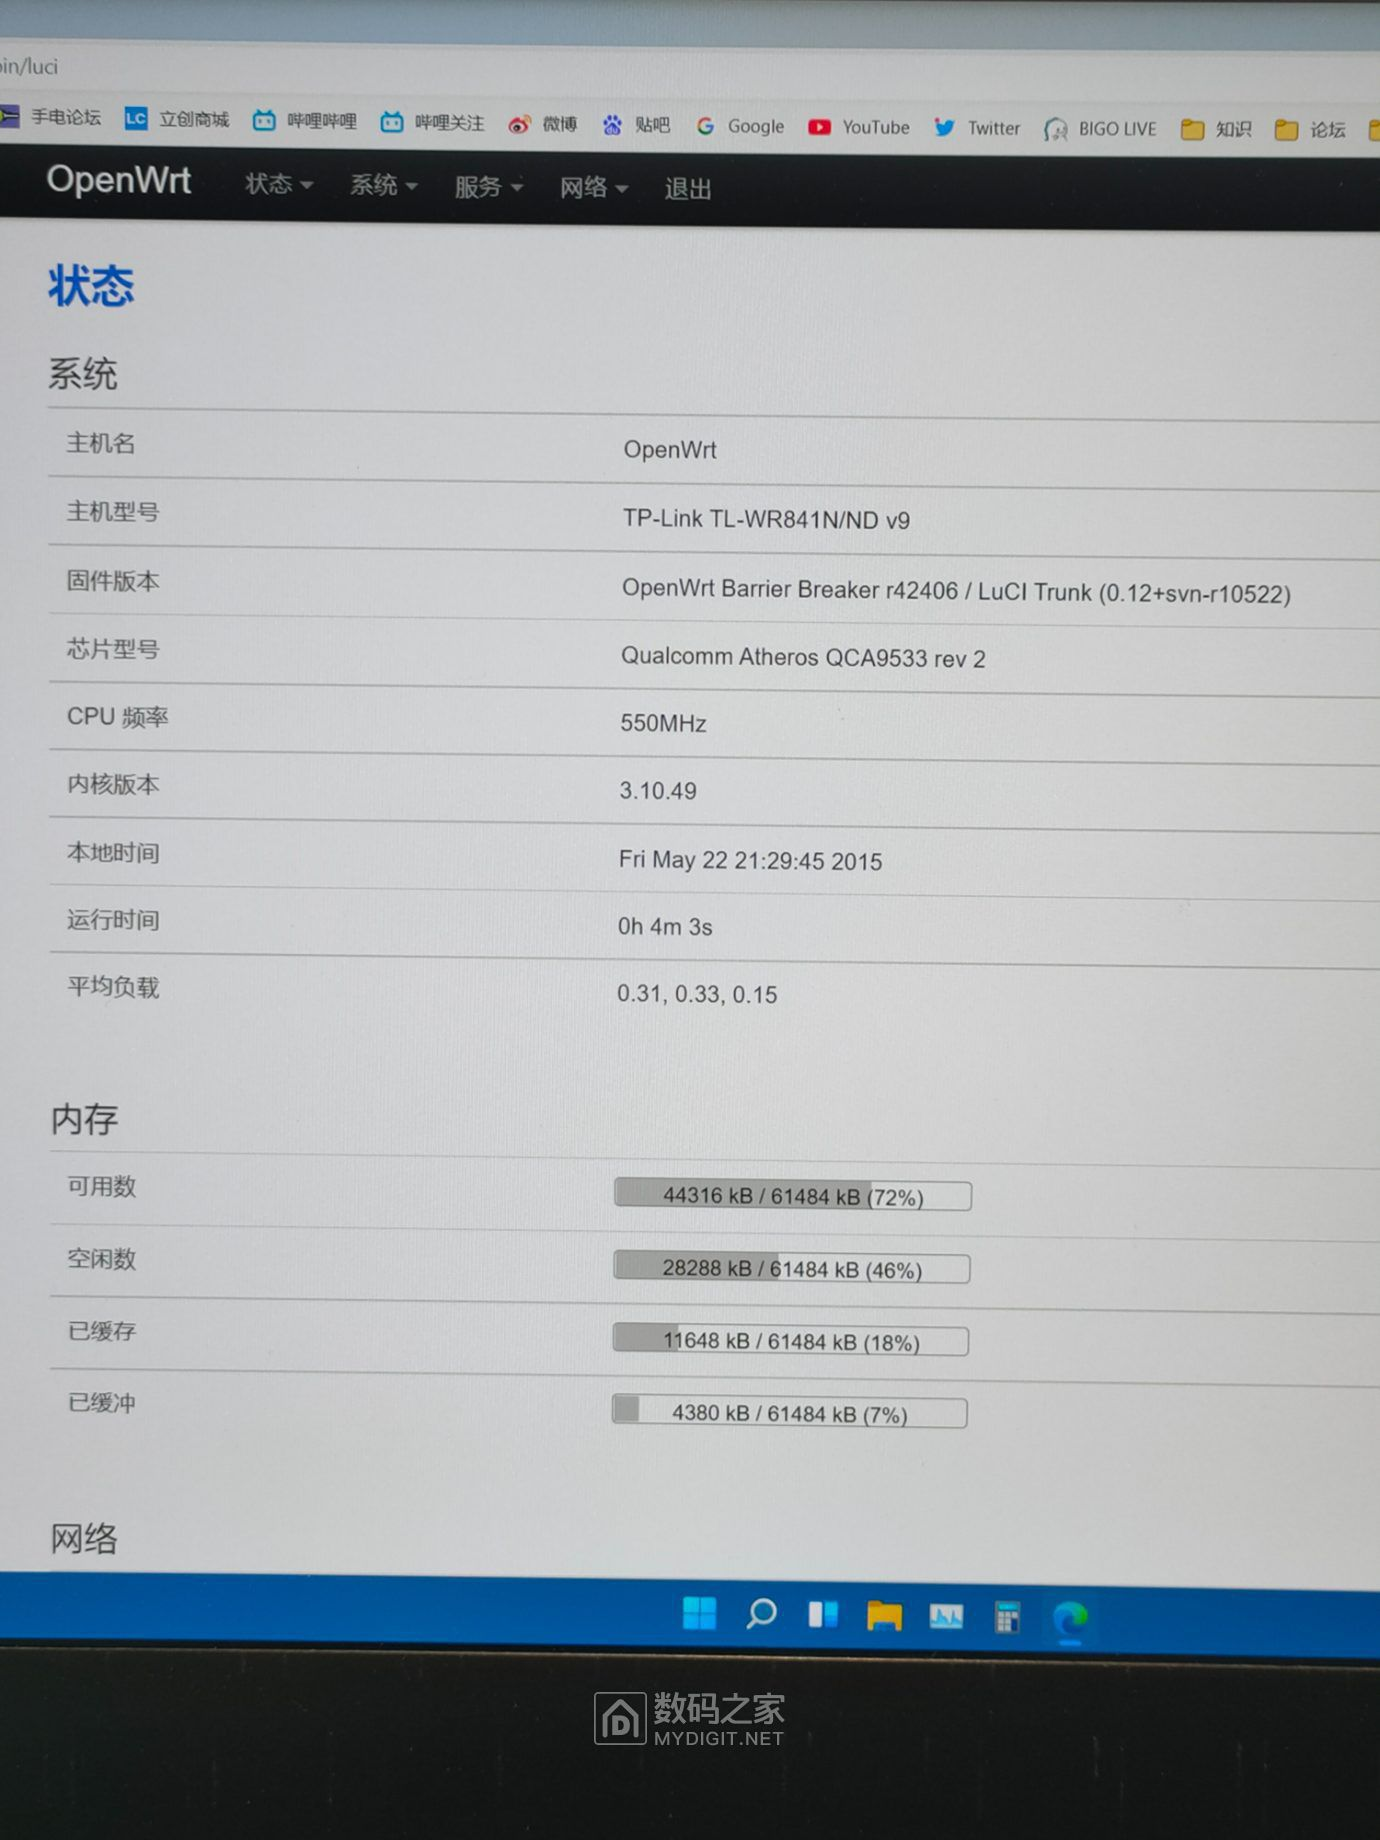 in/luci
手电论坛 LC 立创商城 哔哩哔哩 哔哩关注 微博 贴吧 Google YouTube Twitter BIGO LIVE 知识 论坛
OpenWrt 状态 系统 服务 网络 退出
状态
系统
主机名 OpenWrt
主机型号 TP-Link TL-WR841N/ND v9
固件版本 OpenWrt Barrier Breaker r42406 / LuCI Trunk (0.12+svn-r10522)
芯片型号 Qualcomm Atheros QCA9533 rev 2
CPU 频率 550MHz
内核版本 3.10.49
本地时间 Fri May 22 21:29:45 2015
运行时间 0h 4m 3s
平均负载 0.31, 0.33, 0.15
内存
可用数 44316 kB / 61484 kB (72%)
空闲数 28288 kB / 61484 kB (46%)
已缓存 11648 kB / 61484 kB (18%)
已缓冲 4380 kB / 61484 kB (7%)
网络
数码之家
MYDIGIT.NET